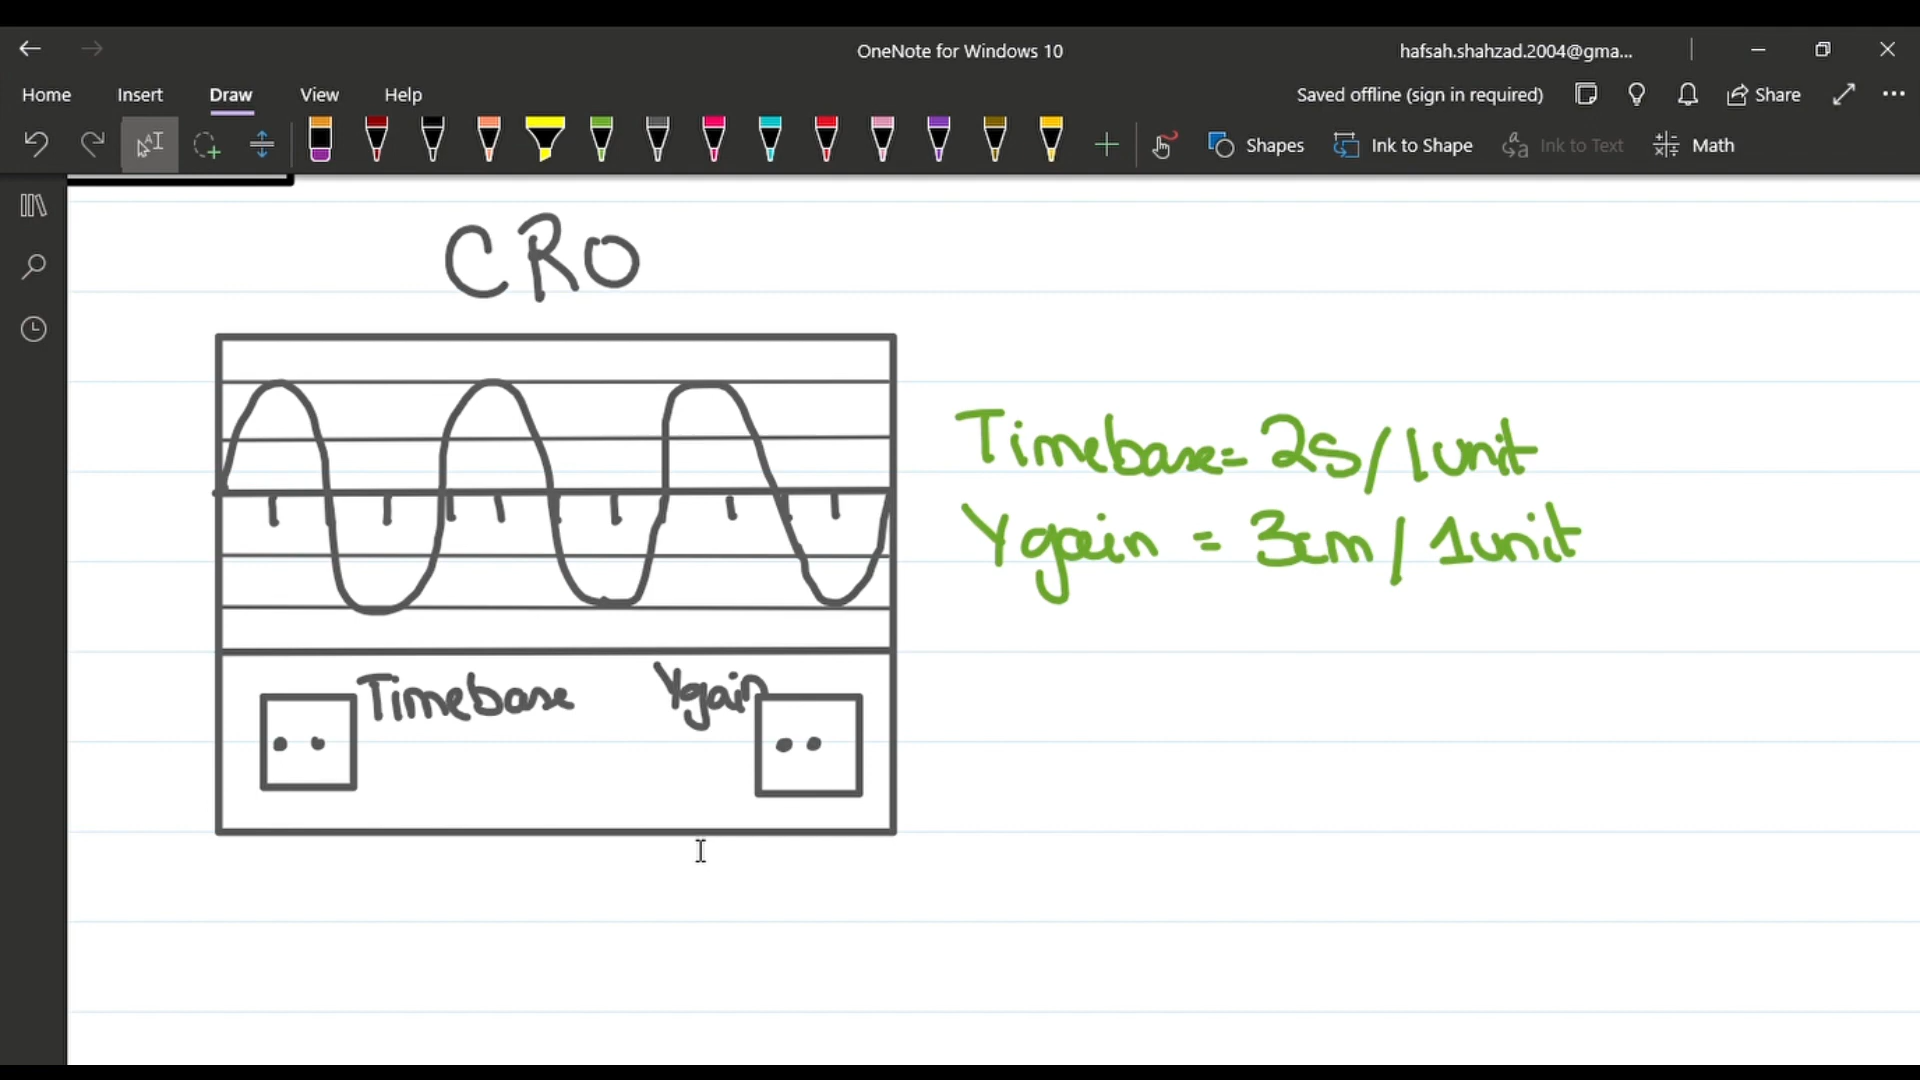 OneNote for Windows 10
hafsah.shahzad.2004@gma...
Home Insert Draw View Help
Saved offline (sign in required) Share
Shapes Ink to Shape Ink to Text Math
CRO
Timebase= 2s/1unit
Ygain = 3cm/1unit
Timebase Ygain